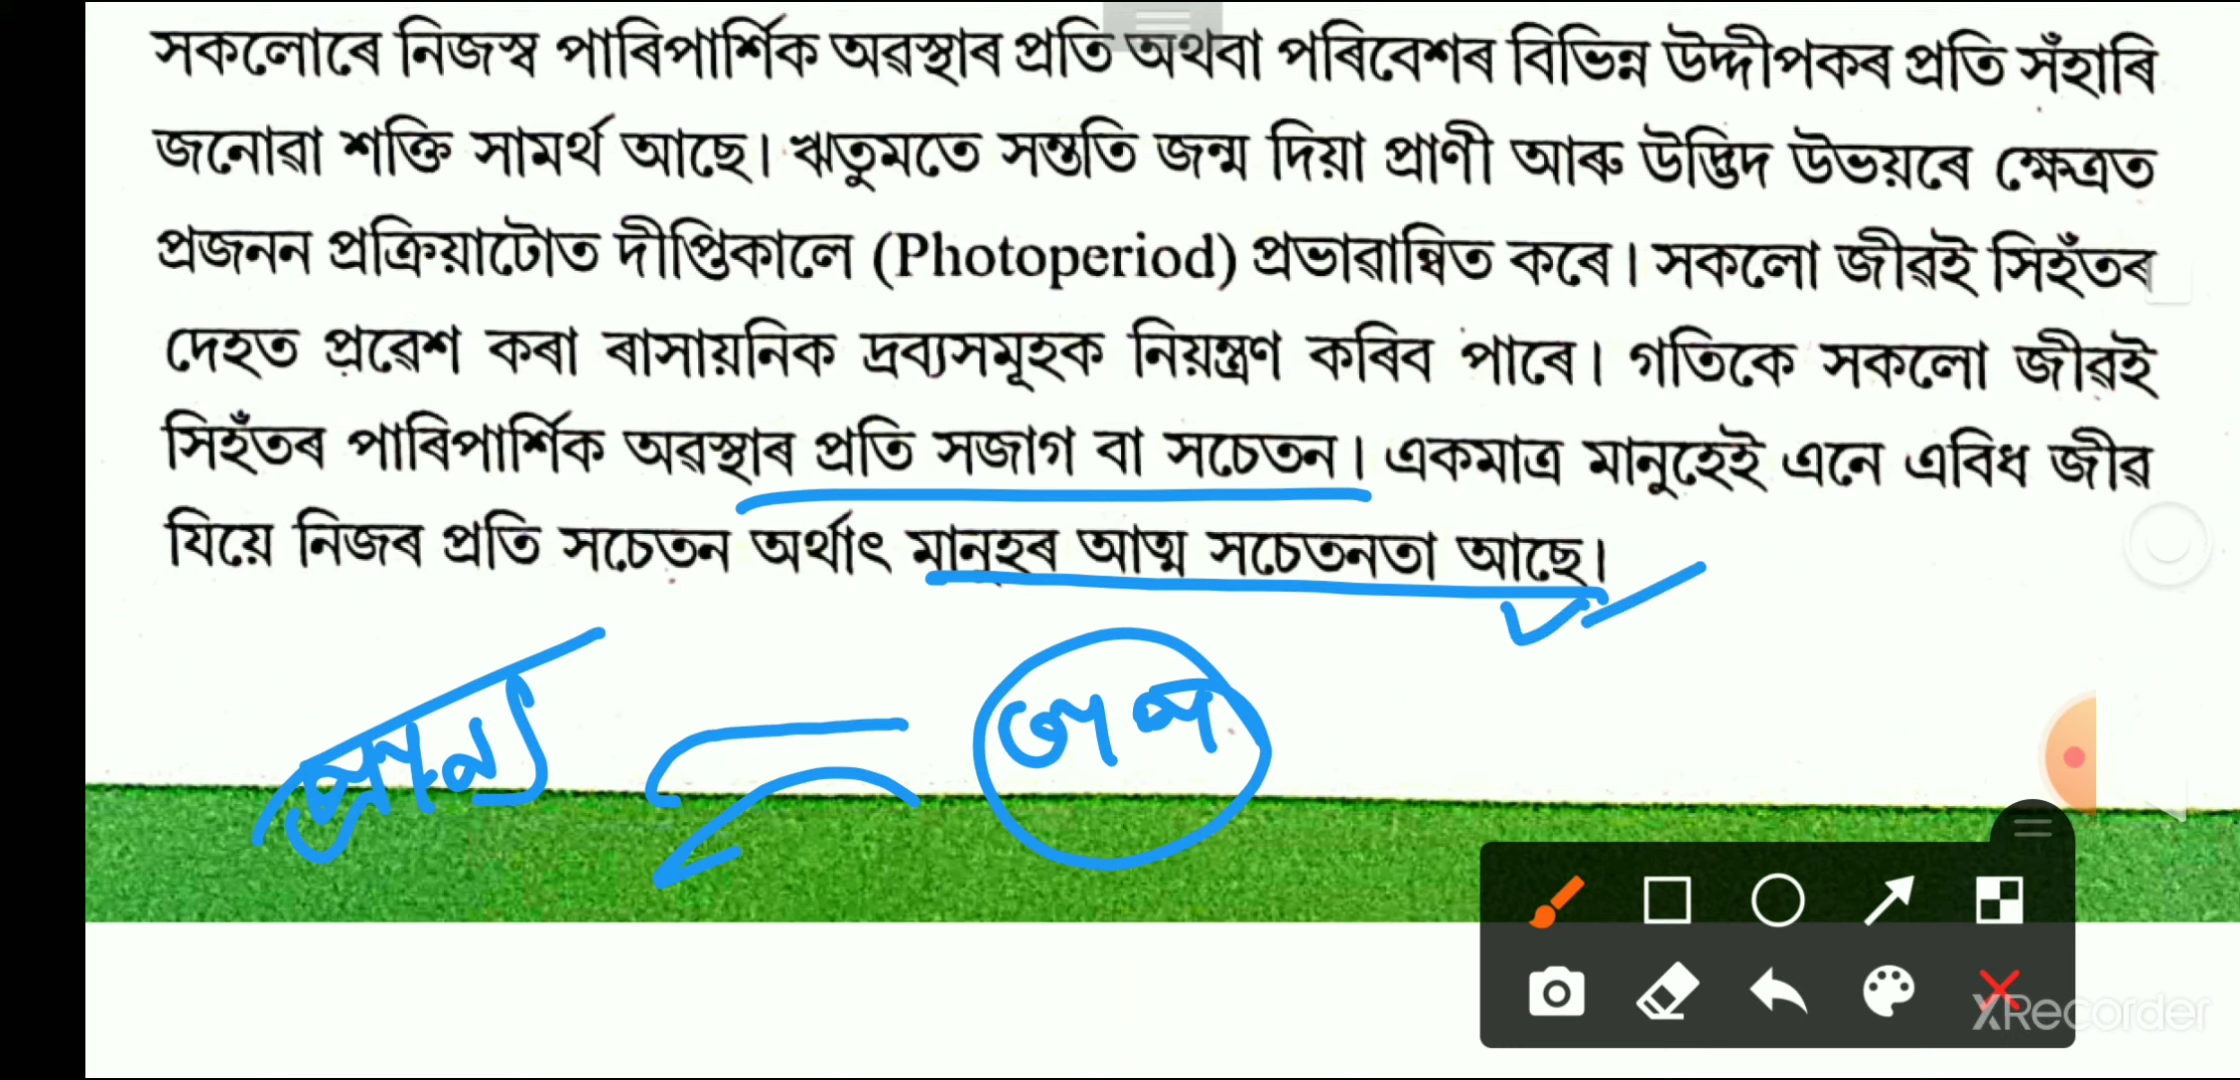 সকলোৰে নিজস্ব পাৰিপাৰ্শিক অৱস্থাৰ প্ৰতি অথবা পৰিবেশৰ বিভিন্ন উদ্দীপকৰ প্ৰতি সঁহাৰি
জনোৱা শক্তি সামৰ্থ আছে। ঋতুমতে সন্ততি জন্ম দিয়া প্ৰাণী আৰু উদ্ভিদ উভয়ৰে ক্ষেত্ৰত
প্ৰজনন প্ৰক্ৰিয়াটোত দীপ্তিকালে (Photoperiod) প্ৰভাৱান্বিত কৰে। সকলো জীৱই সিহঁতৰ
দেহত প্ৰৱেশ কৰা ৰাসায়নিক দ্ৰব্যসমূহক নিয়ন্ত্ৰণ কৰিব পাৰে। গতিকে সকলো জীৱই
সিহঁতৰ পাৰিপাৰ্শিক অৱস্থাৰ প্ৰতি সজাগ বা সচেতন। একমাত্ৰ মানুহেই এনে এবিধ জীৱ
যিয়ে নিজৰ প্ৰতি সচেতন অৰ্থাৎ মানুহৰ আত্ম সচেতনতা আছে।
XRecorder